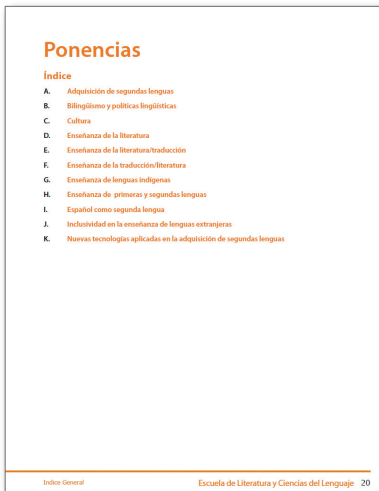 Ponencias
Índice
A. Adquisición de segundas lenguas
B. Bilingüismo y políticas lingüísticas
C. Cultura
D. Enseñanza de la literatura
E. Enseñanza de la literatura/traducción
F. Enseñanza de la traducción/literatura
G. Enseñanza de lenguas indígenas
H. Enseñanza de primeras y segundas lenguas
I. Español como segunda lengua
J. Inclusividad en la enseñanza de lenguas extranjeras
K. Nuevas tecnologías aplicadas en la adquisición de segundas lenguas
Indice General Escuela de Literatura y Ciencias del Lenguaje 20